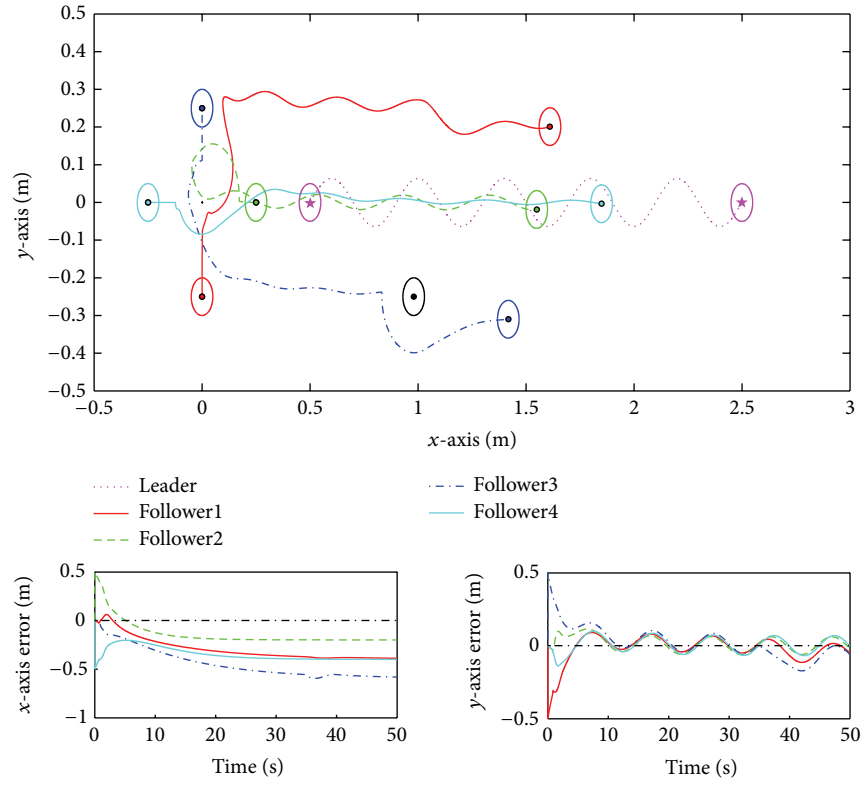 0.5
0.4
0.3
0.2
0.1
0
−0.1
−0.2
−0.3
−0.4
−0.5
y-axis (m)
−0.5 0 0.5 1 1.5 2 2.5 3
x-axis (m)
Leader
Follower1
Follower2
Follower3
Follower4
0.5
0
−0.5
−1
x-axis error (m)
0 10 20 30 40 50
Time (s)
0.5
0
−0.5
y-axis error (m)
0 10 20 30 40 50
Time (s)